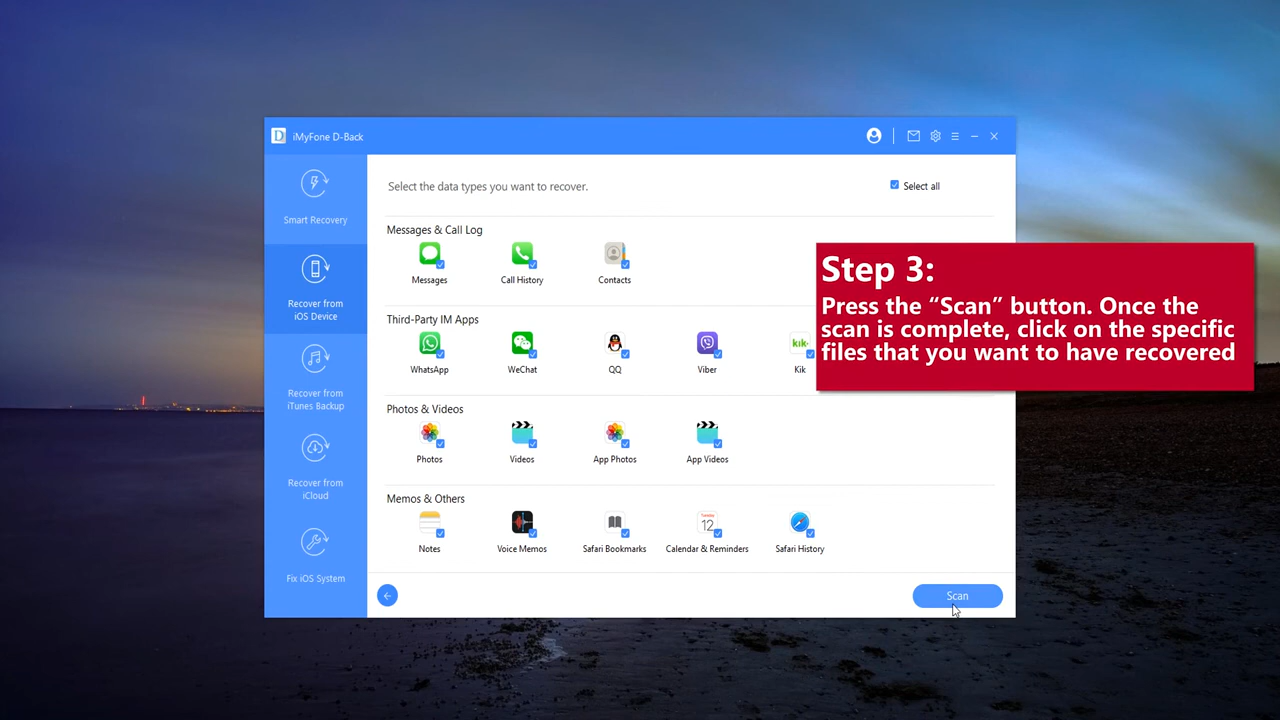 D iMyFone D-Back
Smart Recovery
Recover from
iOS Device
Recover from
iTunes Backup
Recover from
iCloud
Fix iOS System
Select the data types you want to recover.
Select all
Messages & Call Log
Messages
Call History
Contacts
Third-Party IM Apps
WhatsApp
WeChat
QQ
Viber
kik·
Kik
Photos & Videos
Photos
Videos
App Photos
App Videos
Memos & Others
Notes
Voice Memos
Safari Bookmarks
Tuesday
12
Calendar & Reminders
Safari History
Scan
Step 3:
Press the “Scan” button. Once the
scan is complete, click on the specific
files that you want to have recovered